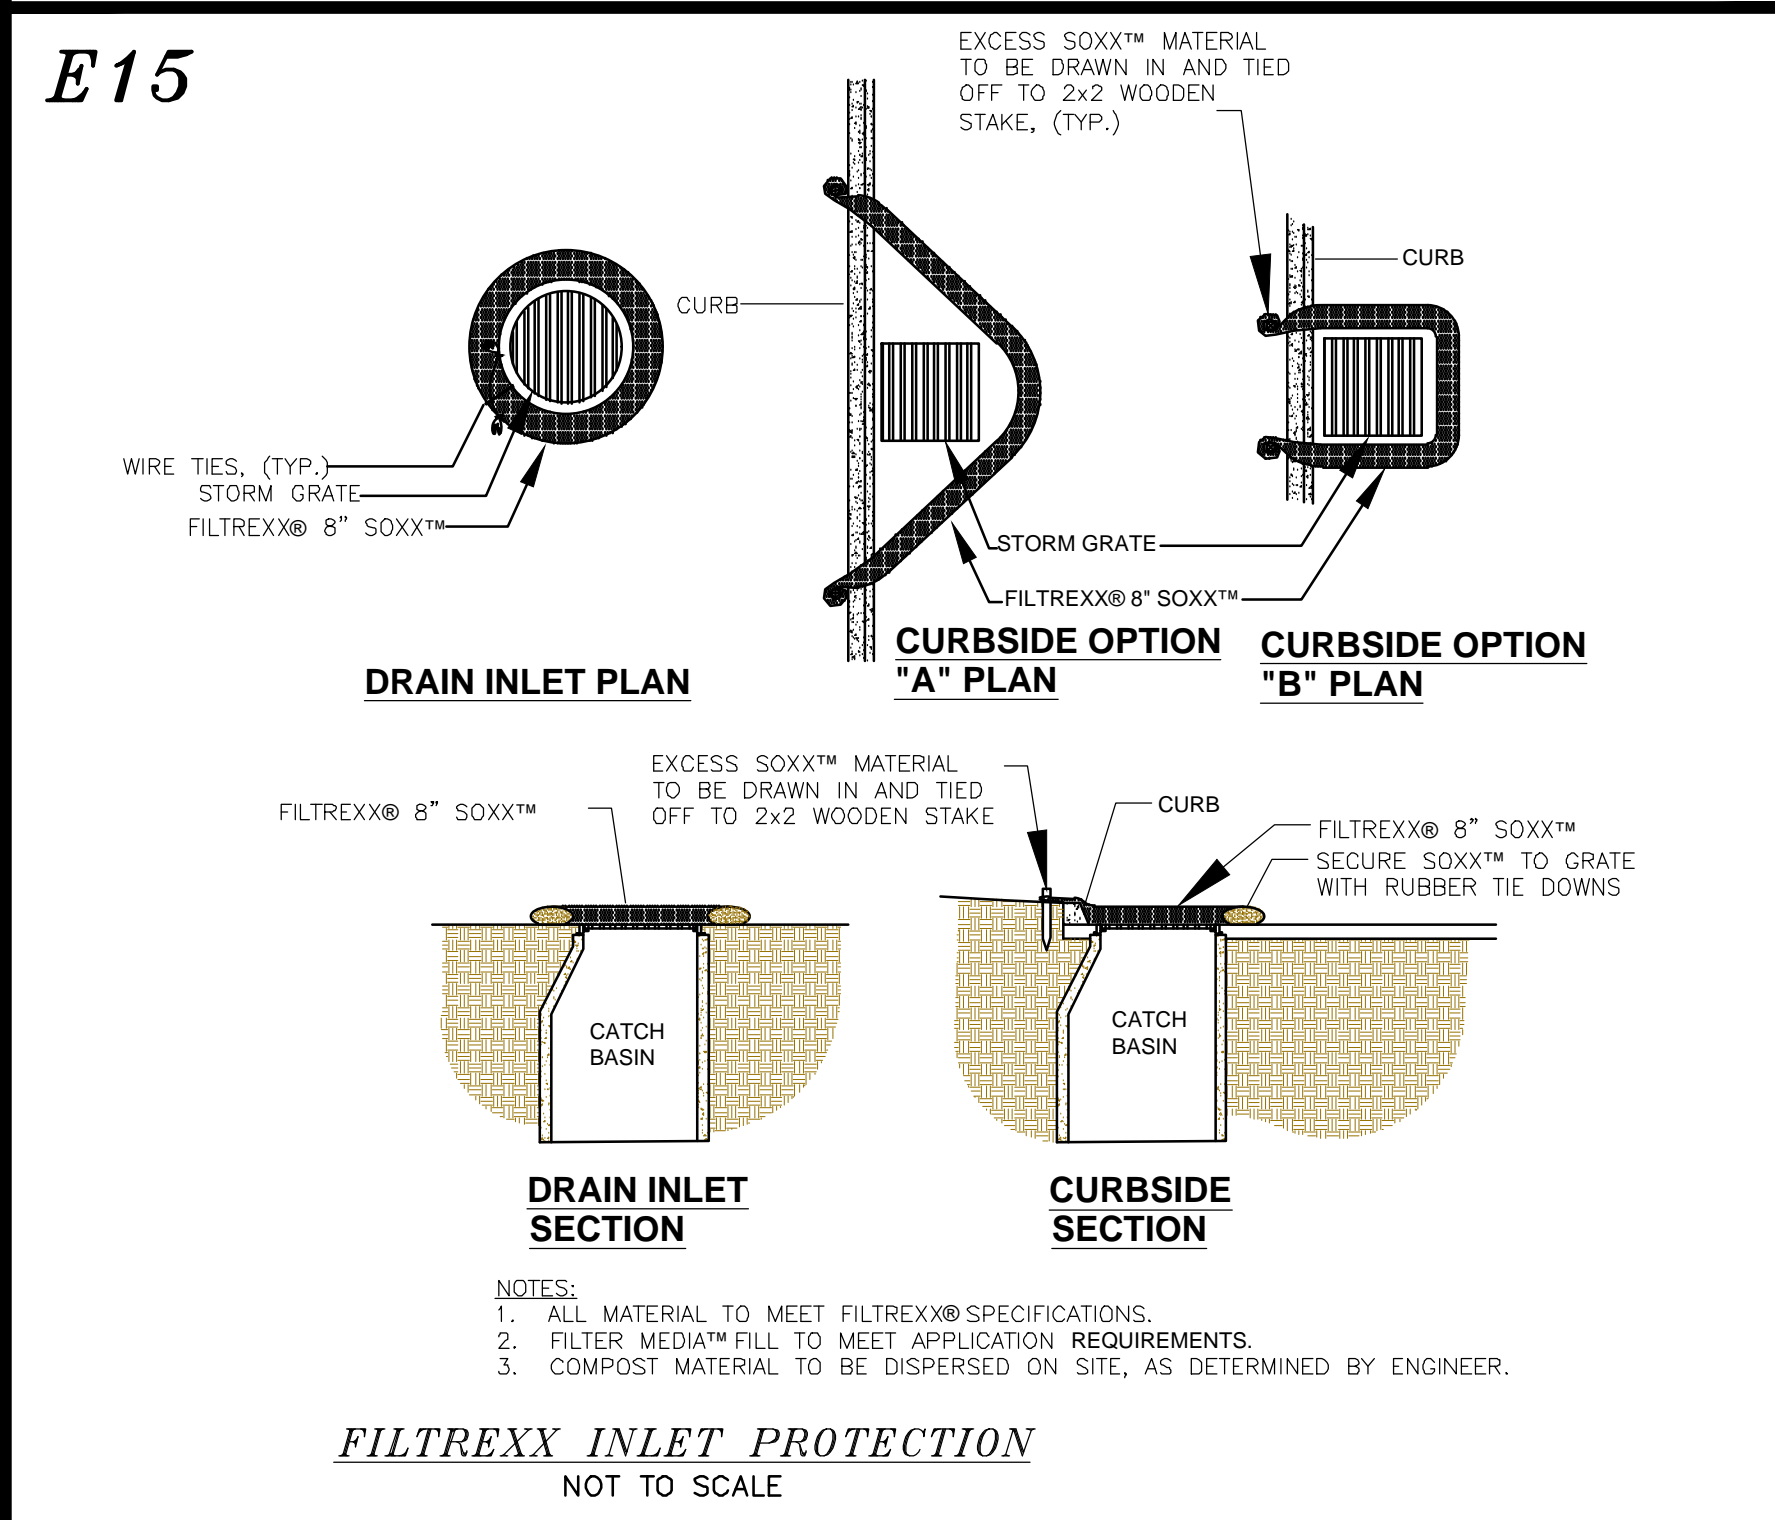 E15
EXCESS SOXX™ MATERIAL
TO BE DRAWN IN AND TIED
OFF TO 2x2 WOODEN
STAKE, (TYP.)
CURB
CURB
WIRE TIES, (TYP.)
STORM GRATE
FILTREXX® 8” SOXX™
STORM GRATE
FILTREXX® 8" SOXX™
DRAIN INLET PLAN
CURBSIDE OPTION
"A" PLAN
CURBSIDE OPTION
"B" PLAN
FILTREXX® 8” SOXX™
EXCESS SOXX™ MATERIAL
TO BE DRAWN IN AND TIED
OFF TO 2x2 WOODEN STAKE
CURB
FILTREXX® 8” SOXX™
SECURE SOXX™ TO GRATE
WITH RUBBER TIE DOWNS
CATCH
BASIN
CATCH
BASIN
DRAIN INLET
SECTION
CURBSIDE
SECTION
NOTES:
1. ALL MATERIAL TO MEET FILTREXX® SPECIFICATIONS.
2. FILTER MEDIA™ FILL TO MEET APPLICATION REQUIREMENTS.
3. COMPOST MATERIAL TO BE DISPERSED ON SITE, AS DETERMINED BY ENGINEER.
FILTREXX INLET PROTECTION
NOT TO SCALE